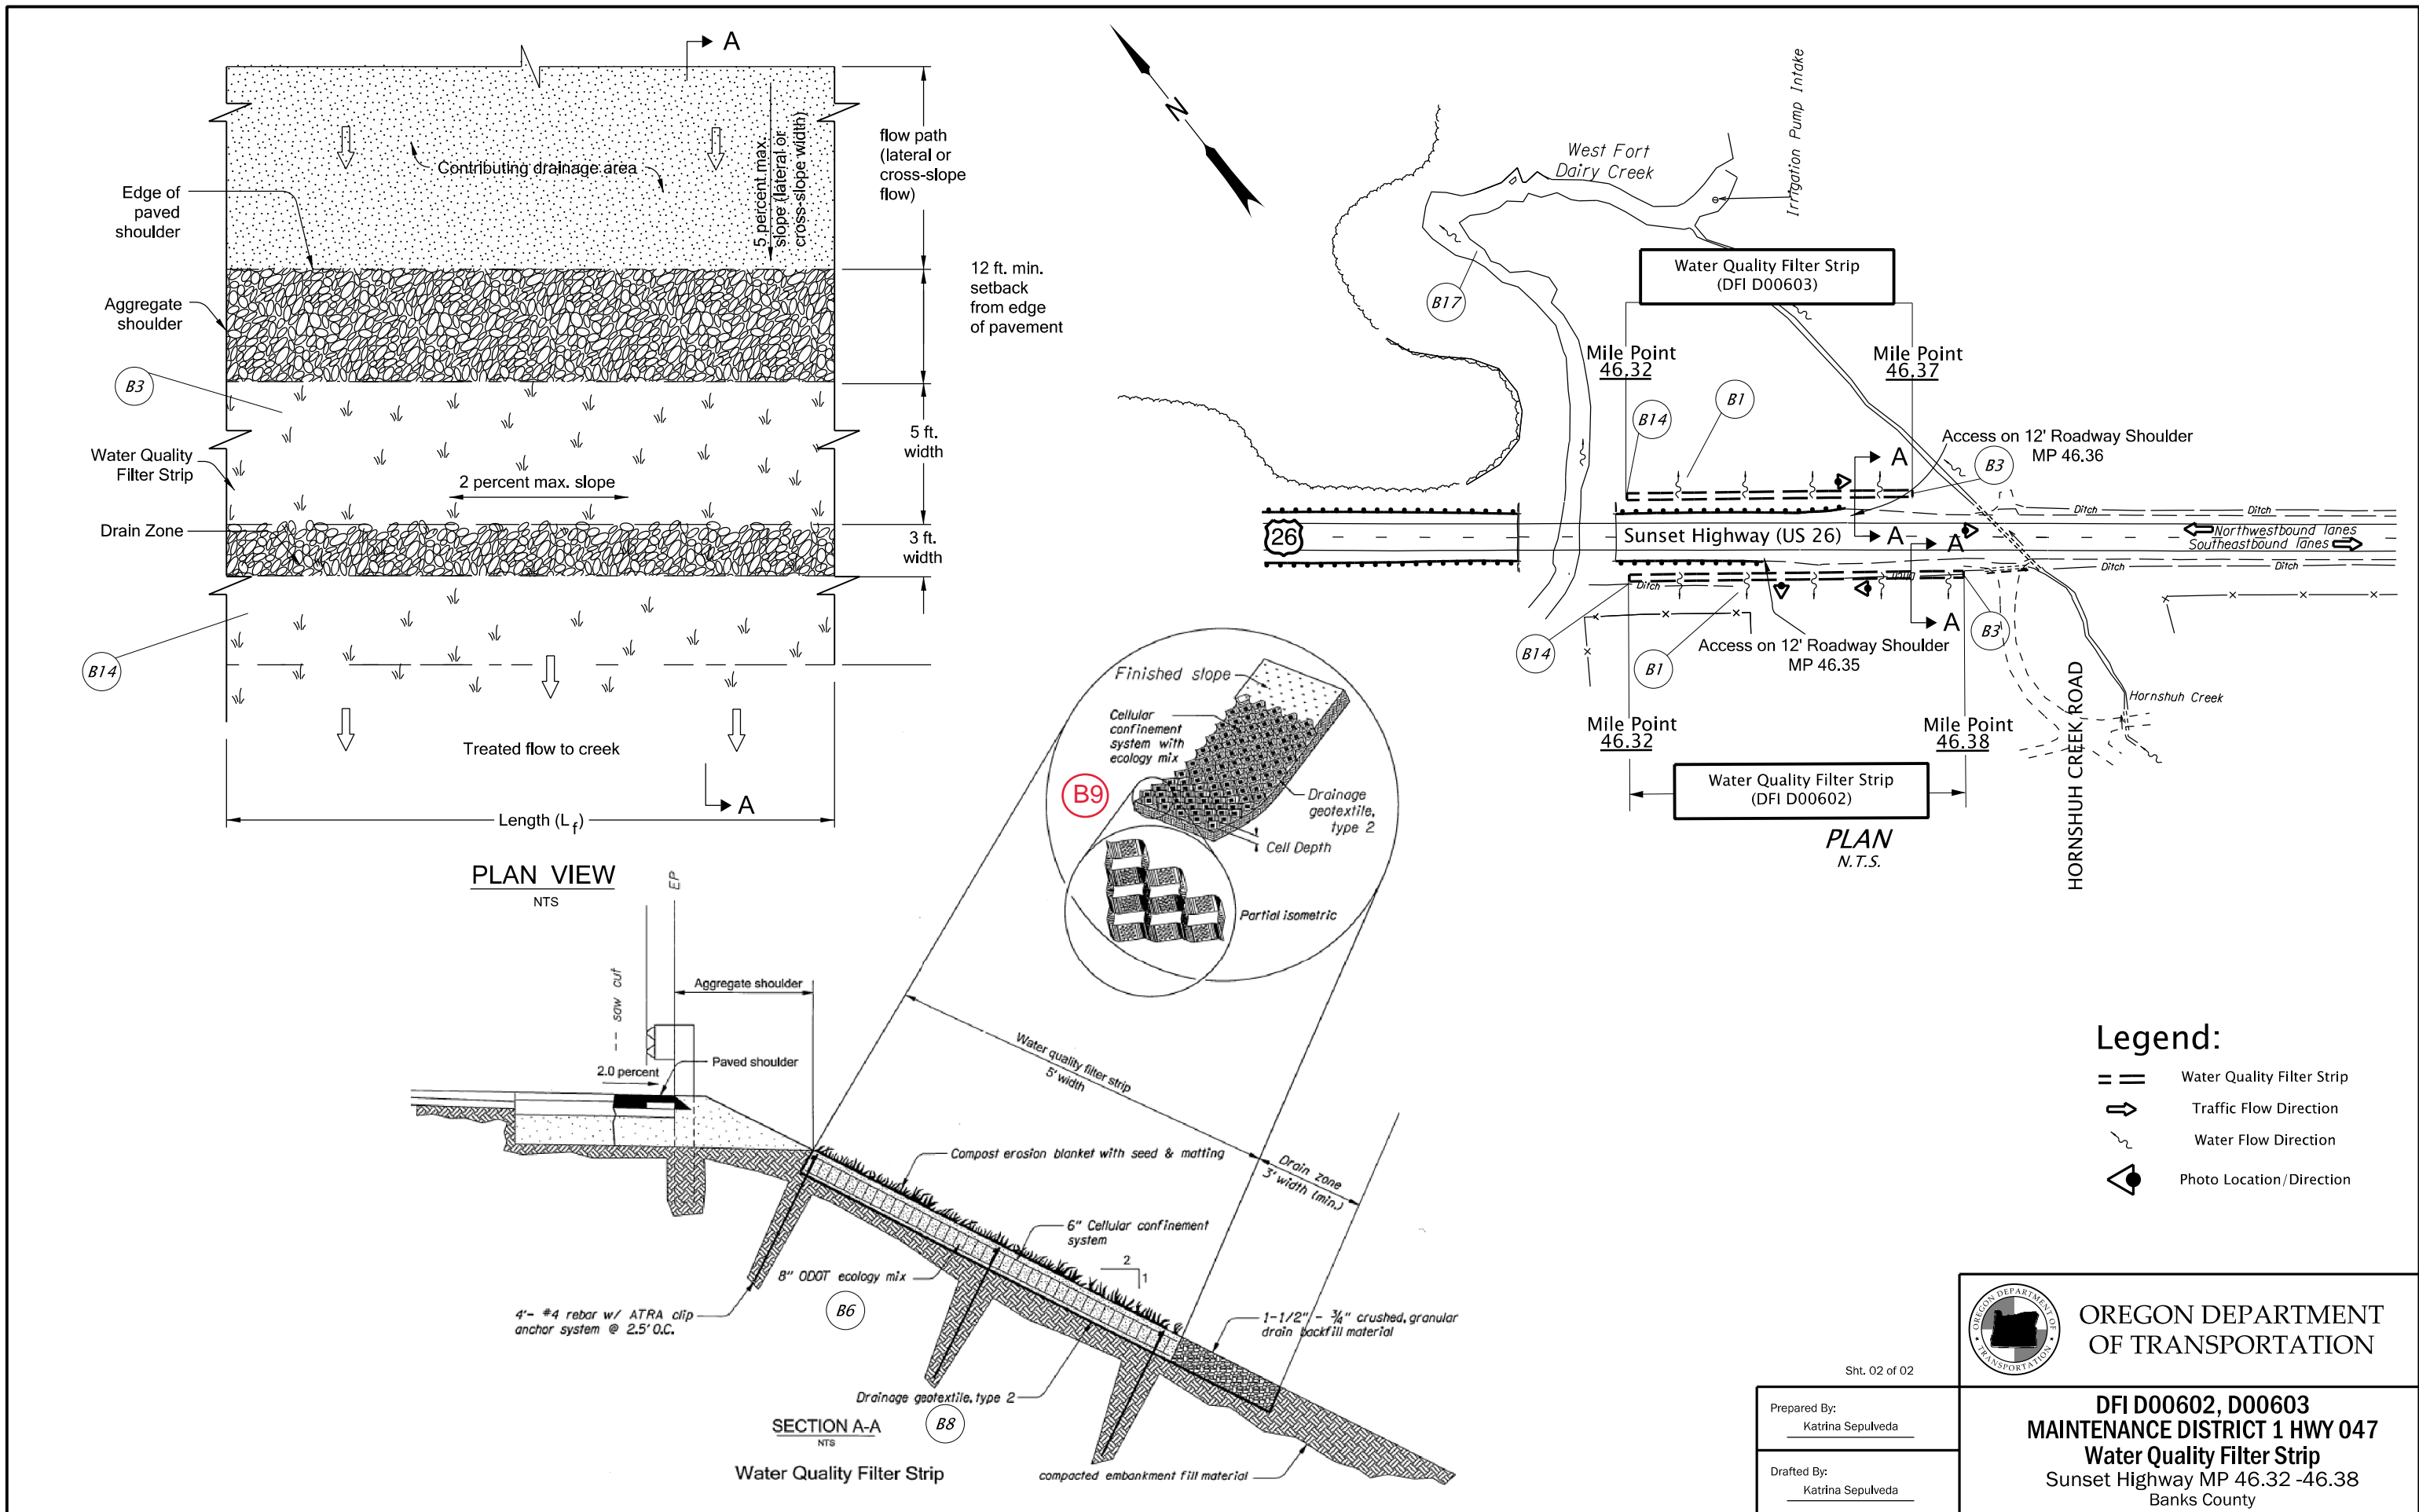 A
flow path
(lateral or
cross-slope
flow)
5 percent max.
slope (lateral or
cross-slope width)
Contributing drainage area
Edge of
paved
shoulder
12 ft. min.
setback
from edge
of pavement
Aggregate
shoulder
B3
5 ft.
width
Water Quality
Filter Strip
2 percent max. slope
Drain Zone
3 ft.
width
B14
Treated flow to creek
A
Length (Lf)
PLAN VIEW
NTS
N
West Fort
Dairy Creek
Irrigation Pump Intake
B17
Water Quality Filter Strip
(DFI D00603)
Mile Point
46.32
Mile Point
46.37
B14
B1
Access on 12' Roadway Shoulder
MP 46.36
A
B3
Ditch
Ditch
26
Sunset Highway (US 26)
A
A
Northwestbound lanes
Southeastbound lanes
Ditch
Ditch
Ditch
A
B14
B1
B3
Access on 12' Roadway Shoulder
MP 46.35
Hornshuh Creek
HORNSHUH CREEK ROAD
Mile Point
46.32
Mile Point
46.38
Water Quality Filter Strip
(DFI D00602)
PLAN
N.T.S.
Finished slope
Cellular
confinement
system with
ecology mix
B9
Drainage
geotextile,
type 2
Cell Depth
Partial isometric
EP
saw cut
Aggregate shoulder
Paved shoulder
2.0 percent
Water quality filter strip
5' width
Drain zone
3' width (min.)
Compost erosion blanket with seed & matting
6" Cellular confinement
system
2
1
8" ODOT ecology mix
B6
4'- #4 rebar w/ ATRA clip
anchor system @ 2.5' O.C.
1-1/2" - ¾" crushed, granular
drain backfill material
Drainage geotextile, type 2
B8
SECTION A-A
NTS
Water Quality Filter Strip
compacted embankment fill material
Legend:
Water Quality Filter Strip
Traffic Flow Direction
Water Flow Direction
Photo Location/Direction
Sht. 02 of 02
OREGON DEPARTMENT OF TRANSPORTATION
OREGON DEPARTMENT
OF TRANSPORTATION
Prepared By:
Katrina Sepulveda
Drafted By:
Katrina Sepulveda
DFI D00602, D00603
MAINTENANCE DISTRICT 1 HWY 047
Water Quality Filter Strip
Sunset Highway MP 46.32 -46.38
Banks County